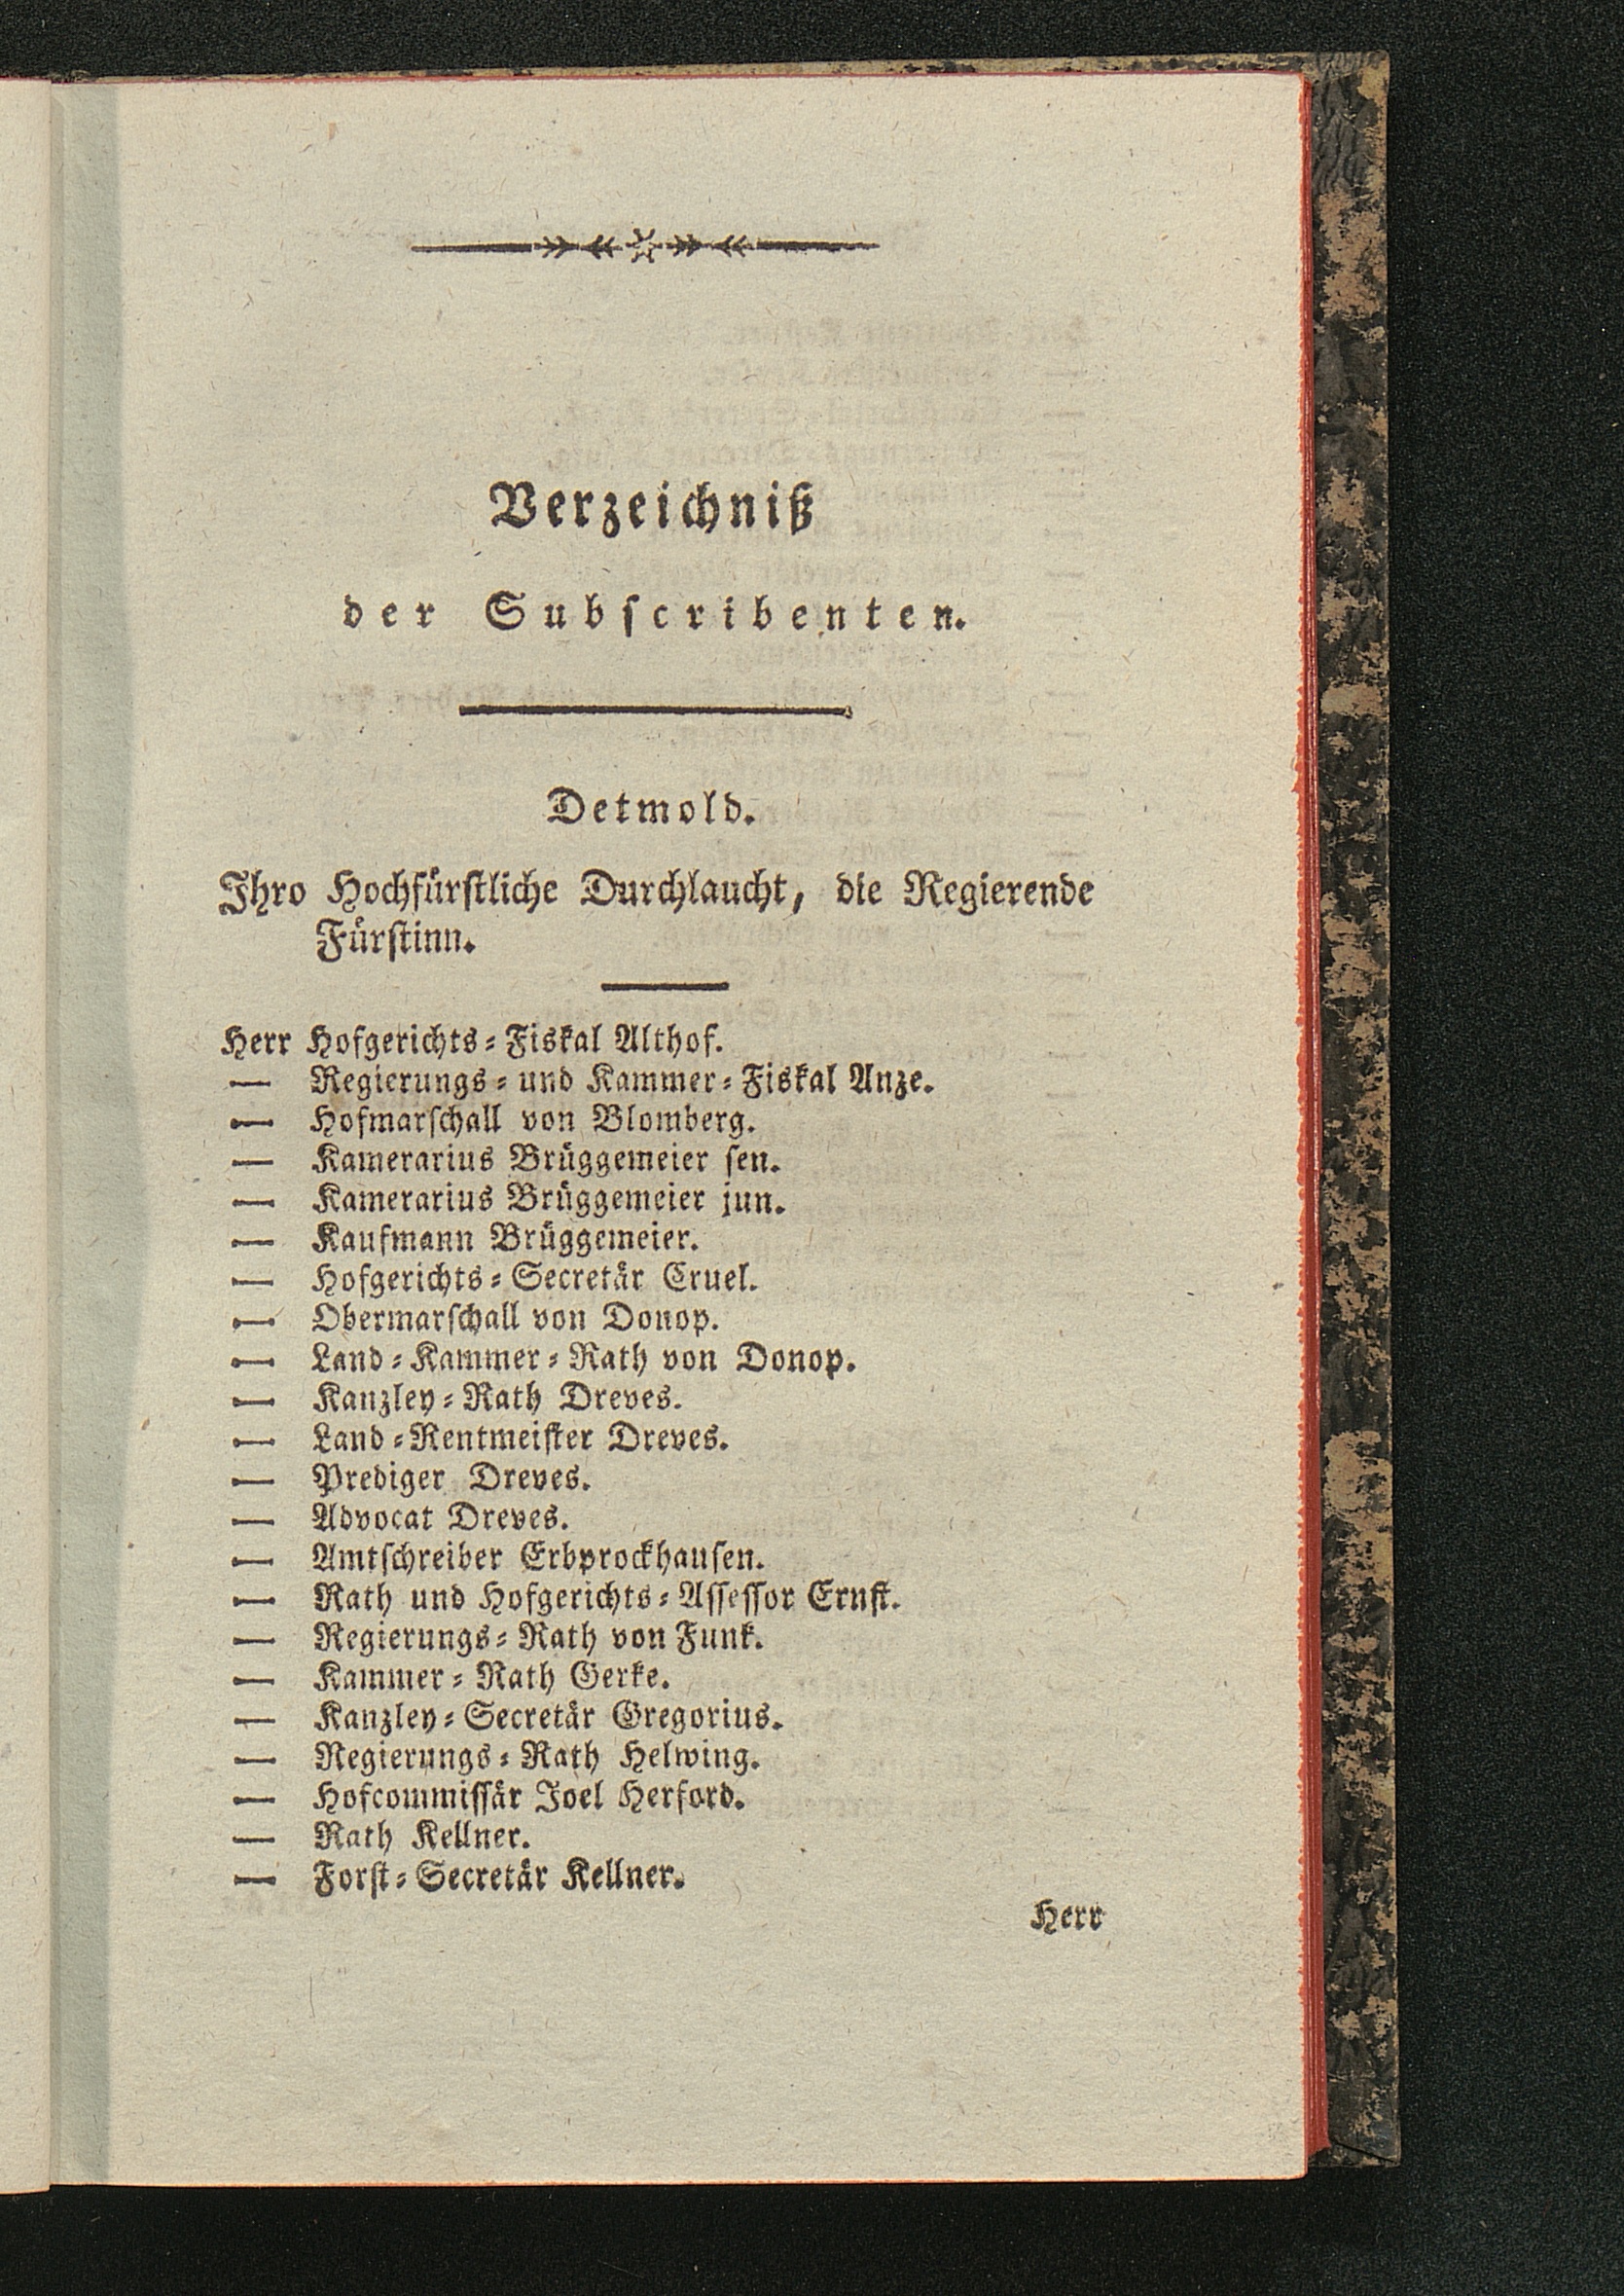 Verzeichniß
der Subſcribenten.
Detmold.
Ihro Hochfürſtliche Durchlaucht, die Regierende
Fürſtinn.
Herr Hofgerichts⸗Fiskal Althof.
— Regierungs⸗ und Kammer⸗Fiskal Anze.
— Hofmarſchall von Blomberg.
— Kamerarius Brüggemeier ſen.
— Kamerarius Brüggemeier jun.
— Kaufmann Brüggemeier.
— Hofgerichts⸗Secretär Cruel.
— Obermarſchall von Donop.
— Land⸗Kammer⸗Rath von Donop.
— Kanzley⸗Rath Dreves.
— Land⸗Rentmeiſter Dreves.
— Prediger Dreves.
— Advocat Dreves.
— Amtſchreiber Erbprockhauſen.
— Rath und Hofgerichts⸗Aſſeſſor Ernſt.
— Regierungs⸗Rath von Funk.
— Kammer⸗Rath Gerke.
— Kanzley⸗Secretär Gregorius.
— Regierungs⸗Rath Helwing.
— Hofcommiſſär Joel Herford.
— Rath Kellner.
— Forſt⸗Secretär Kellner.
Herr